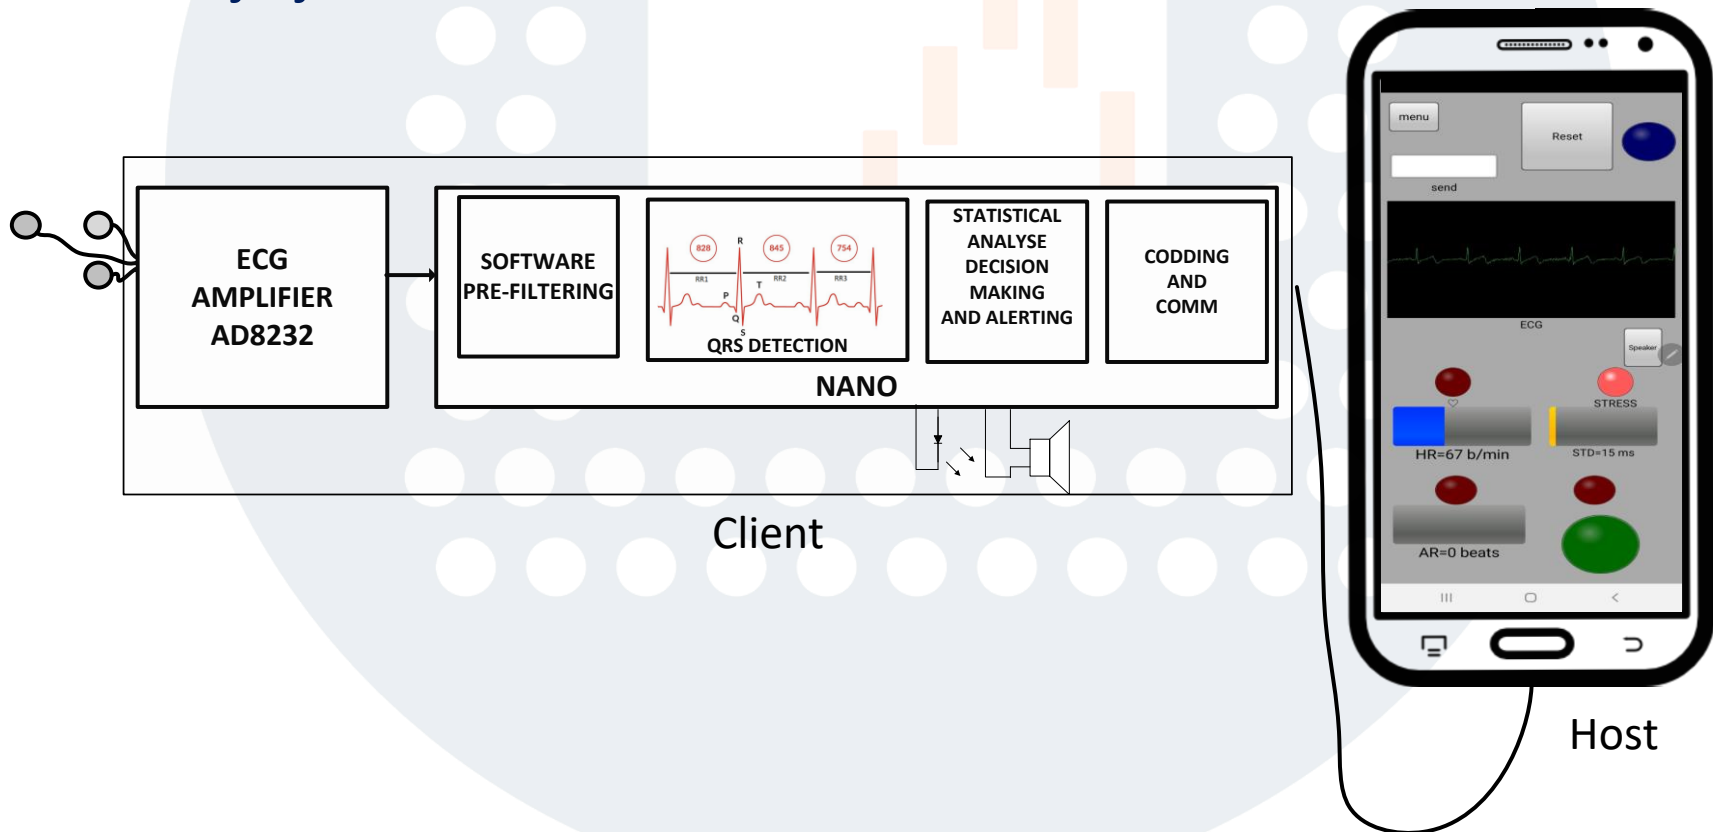 ECG
AMPLIFIER
AD8232
SOFTWARE
PRE-FILTERING
828
R
845
754
RR1
RR2
RR3
P
T
Q
S
QRS DETECTION
STATISTICAL
ANALYSE
DECISION
MAKING
AND ALERTING
CODDING
AND
COMM
NANO
Client
menu
Reset
send
ECG
Speaker
STRESS
HR=67 b/min
STD=15 ms
AR=0 beats
Host